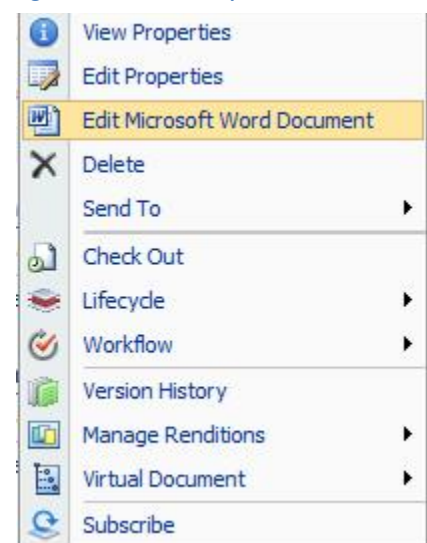 View Properties
Edit Properties
Edit Microsoft Word Document
Delete
Send To
Check Out
Lifecycle
Workflow
Version History
Manage Renditions
Virtual Document
Subscribe